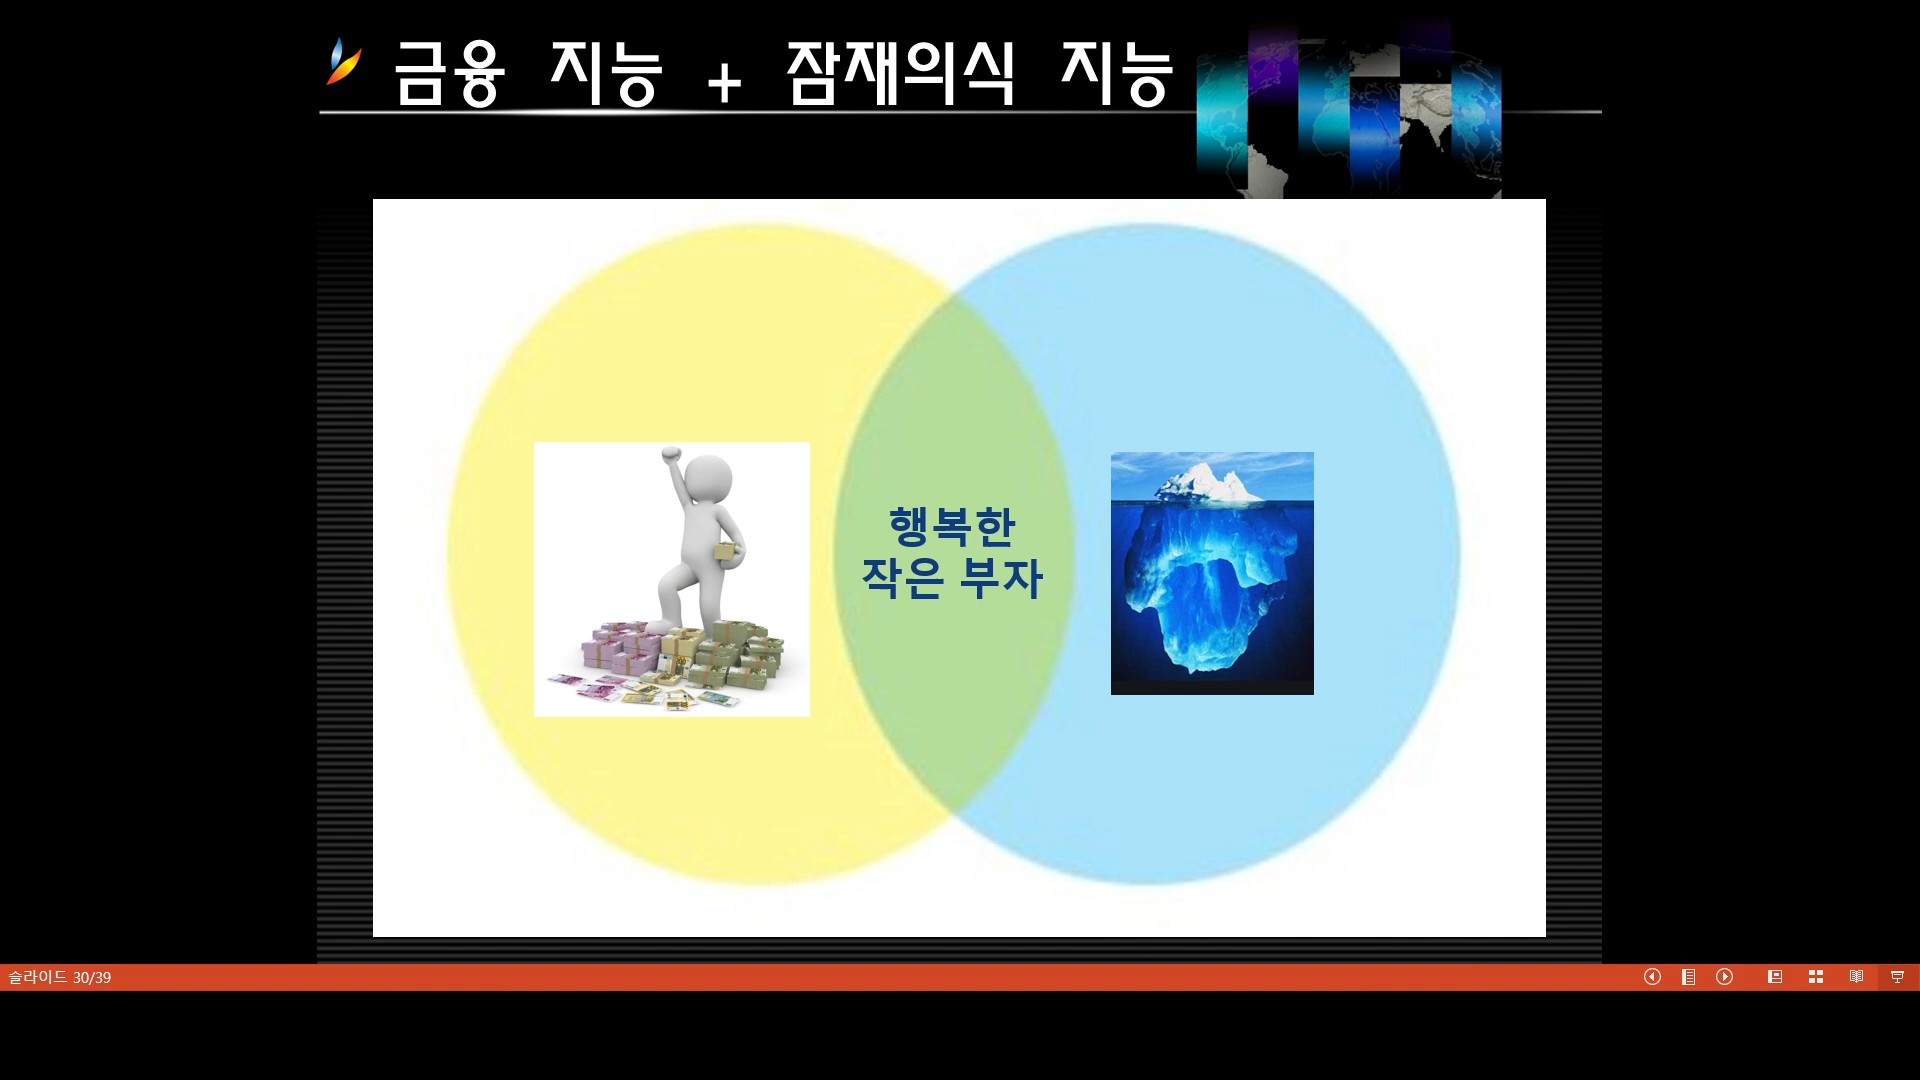 금융 지능 + 잠재의식 지능
행복한
작은 부자
슬라이드 30/39